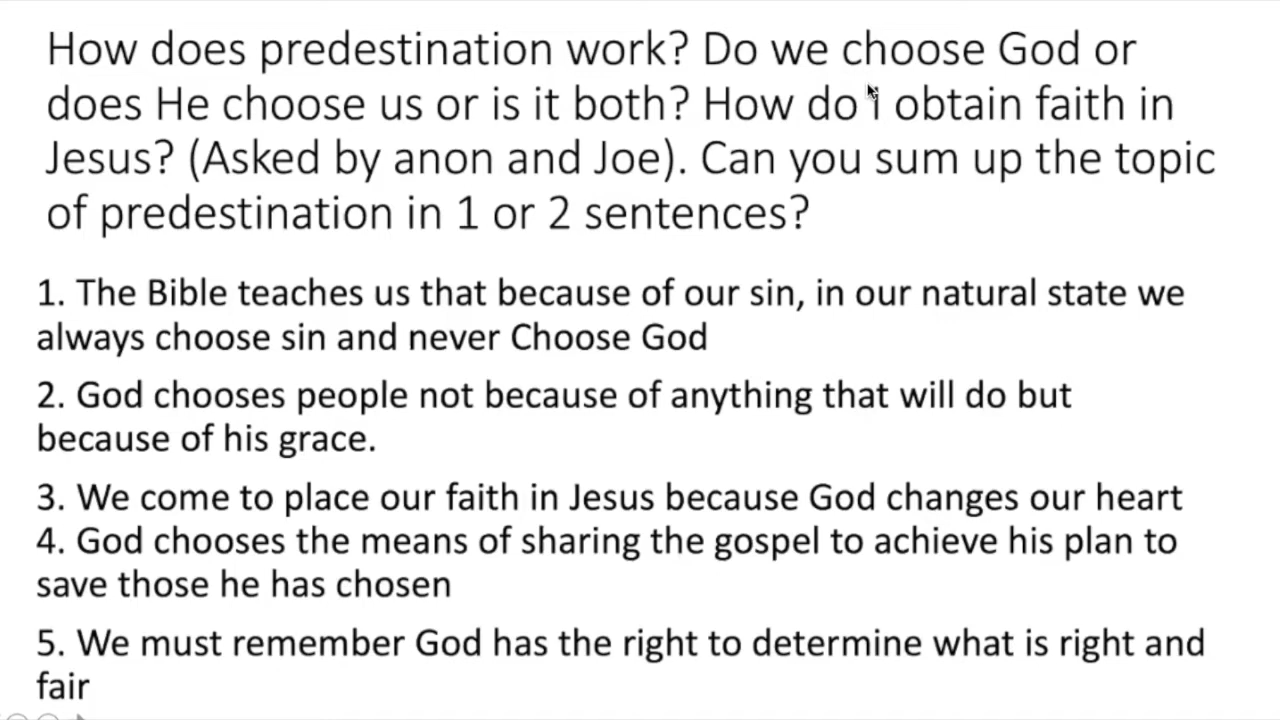 How does predestination work? Do we choose God or
does He choose us or is it both? How do I obtain faith in
Jesus? (Asked by anon and Joe). Can you sum up the topic
of predestination in 1 or 2 sentences?
1. The Bible teaches us that because of our sin, in our natural state we
always choose sin and never Choose God
2. God chooses people not because of anything that will do but
because of his grace.
3. We come to place our faith in Jesus because God changes our heart
4. God chooses the means of sharing the gospel to achieve his plan to
save those he has chosen
5. We must remember God has the right to determine what is right and
fair